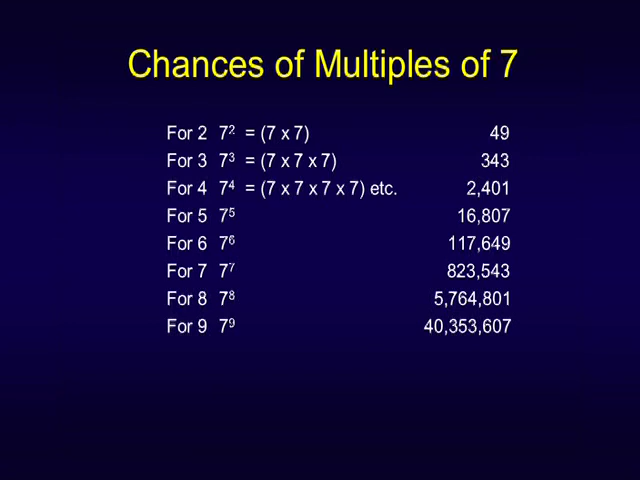 Chances of Multiples of 7
For 2 7² = (7 x 7) 49
For 3 7³ = (7 x 7 x 7) 343
For 4 7⁴ = (7 x 7 x 7 x 7) etc. 2,401
For 5 7⁵ 16,807
For 6 7⁶ 117,649
For 7 7⁷ 823,543
For 8 7⁸ 5,764,801
For 9 7⁹ 40,353,607